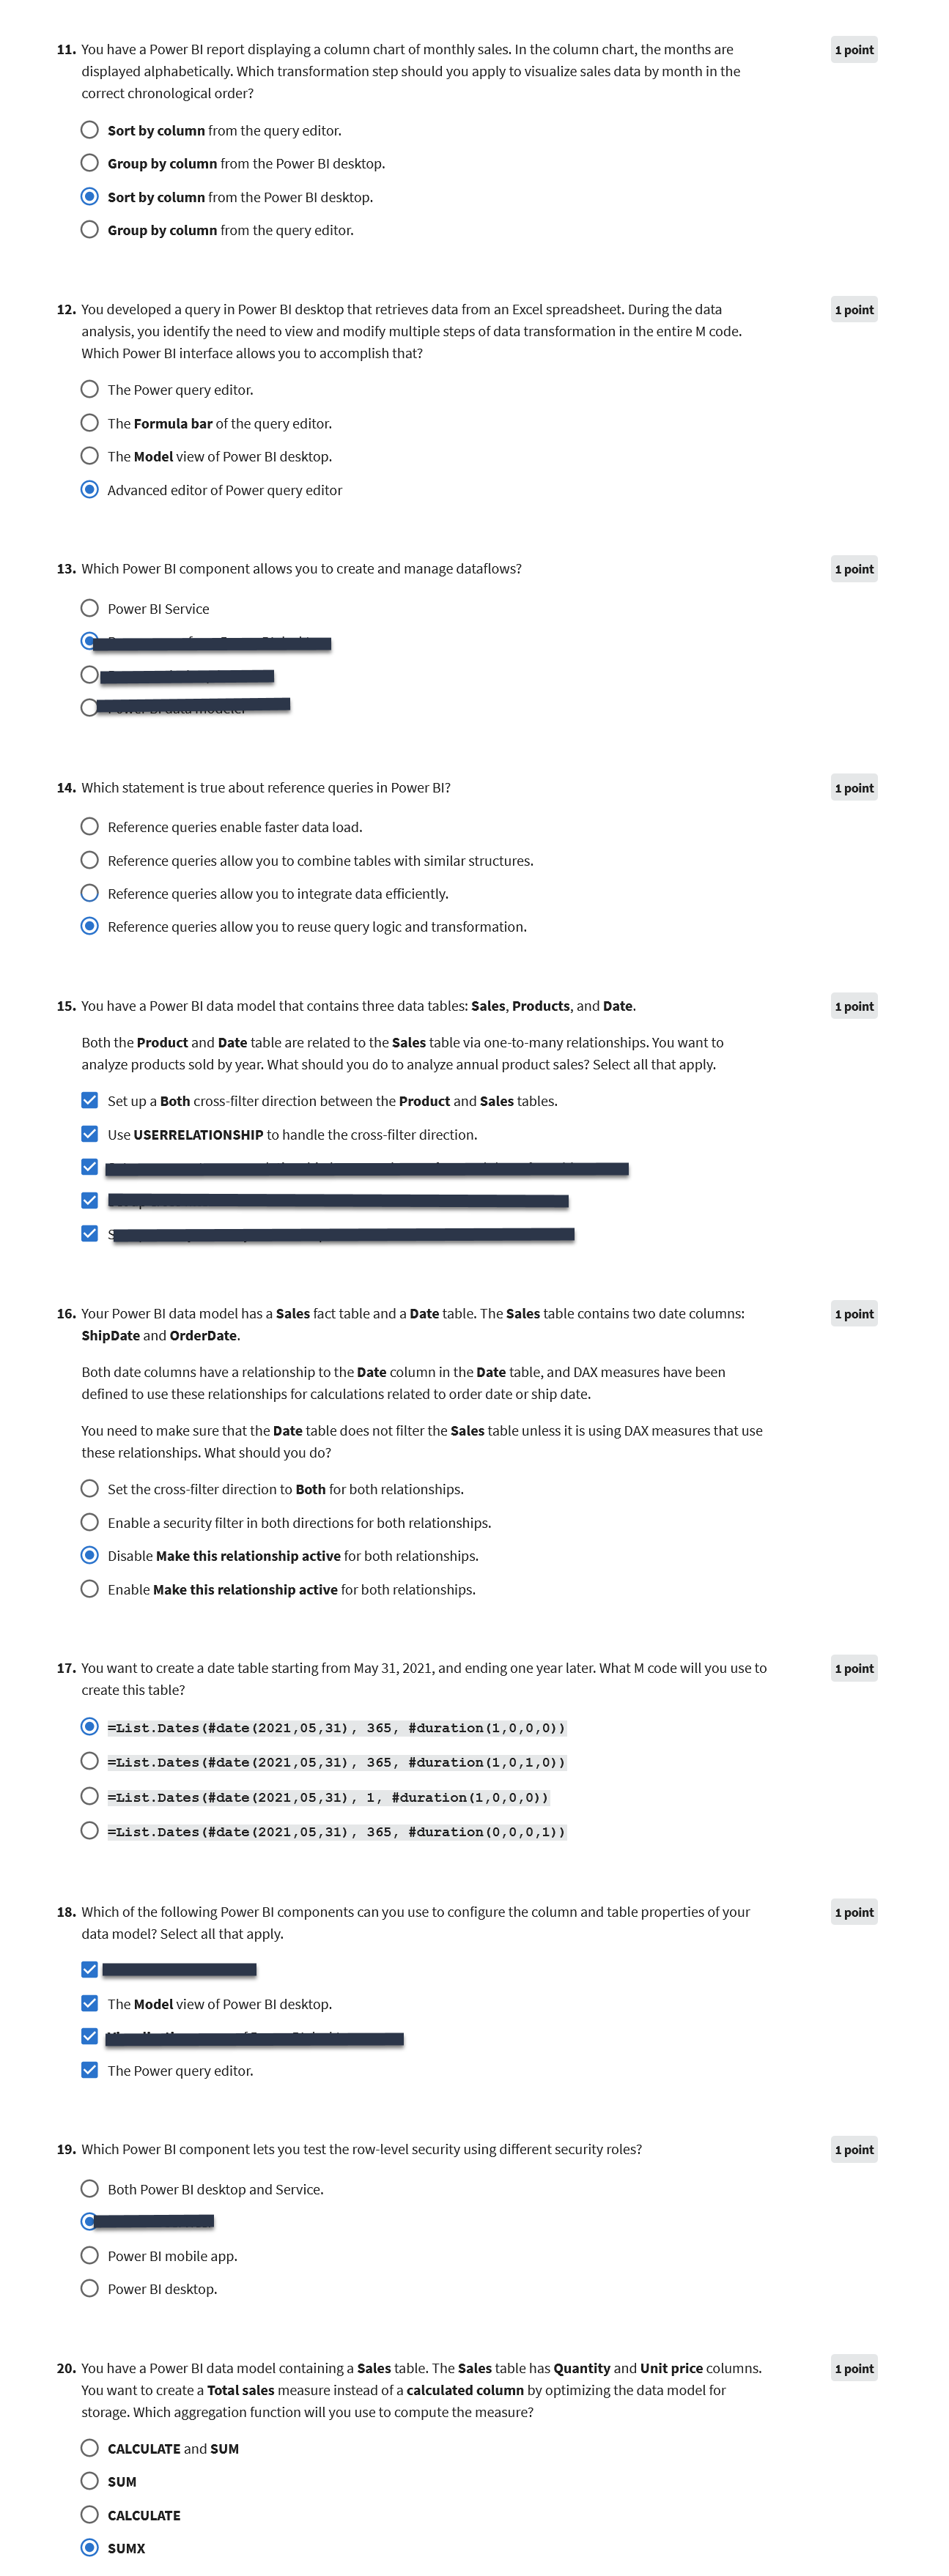 11. You have a Power BI report displaying a column chart of monthly sales. In the column chart, the months are
1 point
displayed alphabetically. Which transformation step should you apply to visualize sales data by month in the
correct chronological order?
Sort by column from the query editor.
Group by column from the Power BI desktop.
Sort by column from the Power BI desktop.
Group by column from the query editor.
12. You developed a query in Power BI desktop that retrieves data from an Excel spreadsheet. During the data
1 point
analysis, you identify the need to view and modify multiple steps of data transformation in the entire M code.
Which Power BI interface allows you to accomplish that?
The Power query editor.
The Formula bar of the query editor.
The Model view of Power BI desktop.
Advanced editor of Power query editor
13. Which Power BI component allows you to create and manage dataflows?
1 point
Power BI Service
14. Which statement is true about reference queries in Power BI?
1 point
Reference queries enable faster data load.
Reference queries allow you to combine tables with similar structures.
Reference queries allow you to integrate data efficiently.
Reference queries allow you to reuse query logic and transformation.
15. You have a Power BI data model that contains three data tables: Sales, Products, and Date.
1 point
Both the Product and Date table are related to the Sales table via one-to-many relationships. You want to
analyze products sold by year. What should you do to analyze annual product sales? Select all that apply.
Set up a Both cross-filter direction between the Product and Sales tables.
Use USERRELATIONSHIP to handle the cross-filter direction.
16. Your Power BI data model has a Sales fact table and a Date table. The Sales table contains two date columns:
1 point
ShipDate and OrderDate.
Both date columns have a relationship to the Date column in the Date table, and DAX measures have been
defined to use these relationships for calculations related to order date or ship date.
You need to make sure that the Date table does not filter the Sales table unless it is using DAX measures that use
these relationships. What should you do?
Set the cross-filter direction to Both for both relationships.
Enable a security filter in both directions for both relationships.
Disable Make this relationship active for both relationships.
Enable Make this relationship active for both relationships.
17. You want to create a date table starting from May 31, 2021, and ending one year later. What M code will you use to
1 point
create this table?
=List.Dates(#date(2021,05,31), 365, #duration(1,0,0,0))
=List.Dates(#date(2021,05,31), 365, #duration(1,0,1,0))
=List.Dates(#date(2021,05,31), 1, #duration(1,0,0,0))
=List.Dates(#date(2021,05,31), 365, #duration(0,0,0,1))
18. Which of the following Power BI components can you use to configure the column and table properties of your
1 point
data model? Select all that apply.
The Model view of Power BI desktop.
The Power query editor.
19. Which Power BI component lets you test the row-level security using different security roles?
1 point
Both Power BI desktop and Service.
Power BI mobile app.
Power BI desktop.
20. You have a Power BI data model containing a Sales table. The Sales table has Quantity and Unit price columns.
1 point
You want to create a Total sales measure instead of a calculated column by optimizing the data model for
storage. Which aggregation function will you use to compute the measure?
CALCULATE and SUM
SUM
CALCULATE
SUMX